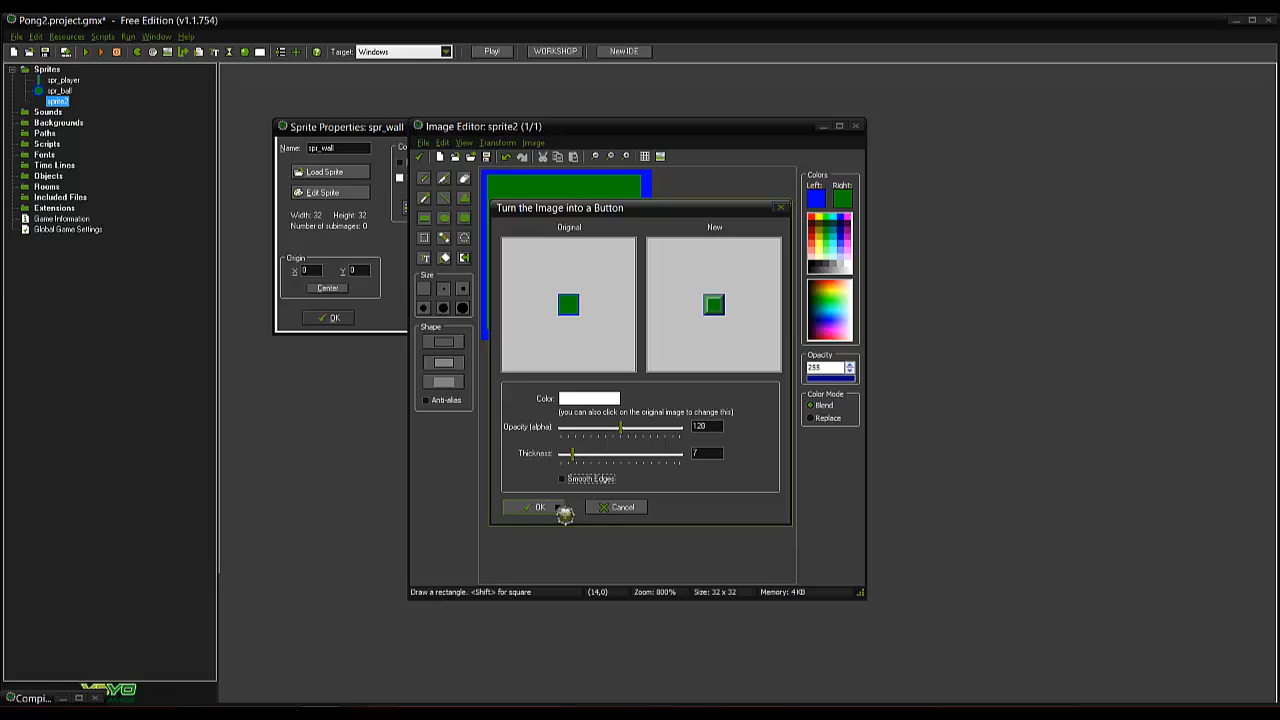 Pong2.project.gmx* - Free Edition (v1.1.754)
File Edit Resources Scripts Run Window Help
Target: Windows Play! WORKSHOP New IDE
Sprites
spr_player
spr_ball
sprite2
Sounds
Backgrounds
Paths
Scripts
Fonts
Time Lines
Objects
Rooms
Included Files
Extensions
Game Information
Global Game Settings
Sprite Properties: spr_wall
Name: spr_wall
Co
Load Sprite
Edit Sprite
Width: 32 Height: 32
Number of subimages: 0
Origin
X 0 Y 0
Center
OK
Image Editor: sprite2 (1/1)
File Edit View Transform Image
Size
Shape
Anti-alias
Turn the Image into a Button
Original New
Color:
(you can also click on the original image to change this)
Opacity (alpha): 128
Thickness: 7
Smooth Edges
OK Cancel
Colors
Left: Right:
Opacity
255
Color Mode
Blend
Replace
Draw a rectangle. <Shift> for square (14,0) Zoom: 800% Size: 32 x 32 Memory: 4 KB
Compi...